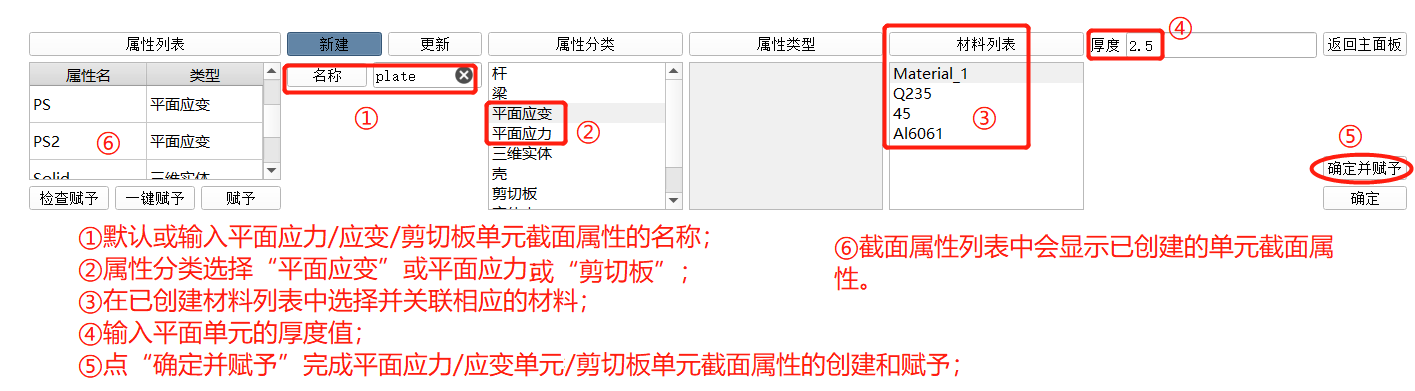 ④
属性列表 新建 更新 属性分类 属性类型 材料列表 厚度 2.5 返回主面板
属性名 类型 名称 plate 杆 Material_1
梁 Q235
PS 平面应变 ① 平面应变 45 ③
平面应力 ② Al6061 ⑤
PS2 ⑥ 平面应变 三维实体
壳 确定并赋予
Solid 三维实体 剪切板
检查赋予 一键赋予 赋予 确定
①默认或输入平面应力/应变/剪切板单元截面属性的名称;
②属性分类选择“平面应变”或平面应力或“剪切板”;
③在已创建材料列表中选择并关联相应的材料;
④输入平面单元的厚度值;
⑤点“确定并赋予”完成平面应力/应变单元/剪切板单元截面属性的创建和赋予;
⑥截面属性列表中会显示已创建的单元截面属
性。